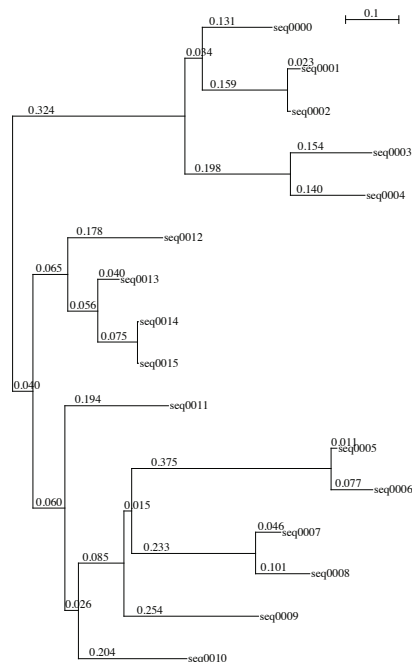 0.131
seq0000
0.1
0.034
0.023
seq0001
0.159
seq0002
0.324
0.154
seq0003
0.198
0.140
seq0004
0.178
seq0012
0.065
0.040
seq0013
0.056
seq0014
0.075
seq0015
0.040
0.194
seq0011
0.011
seq0005
0.375
0.077
seq0006
0.060
0.015
0.046
seq0007
0.233
0.085
0.101
seq0008
0.026
0.254
seq0009
0.204
seq0010